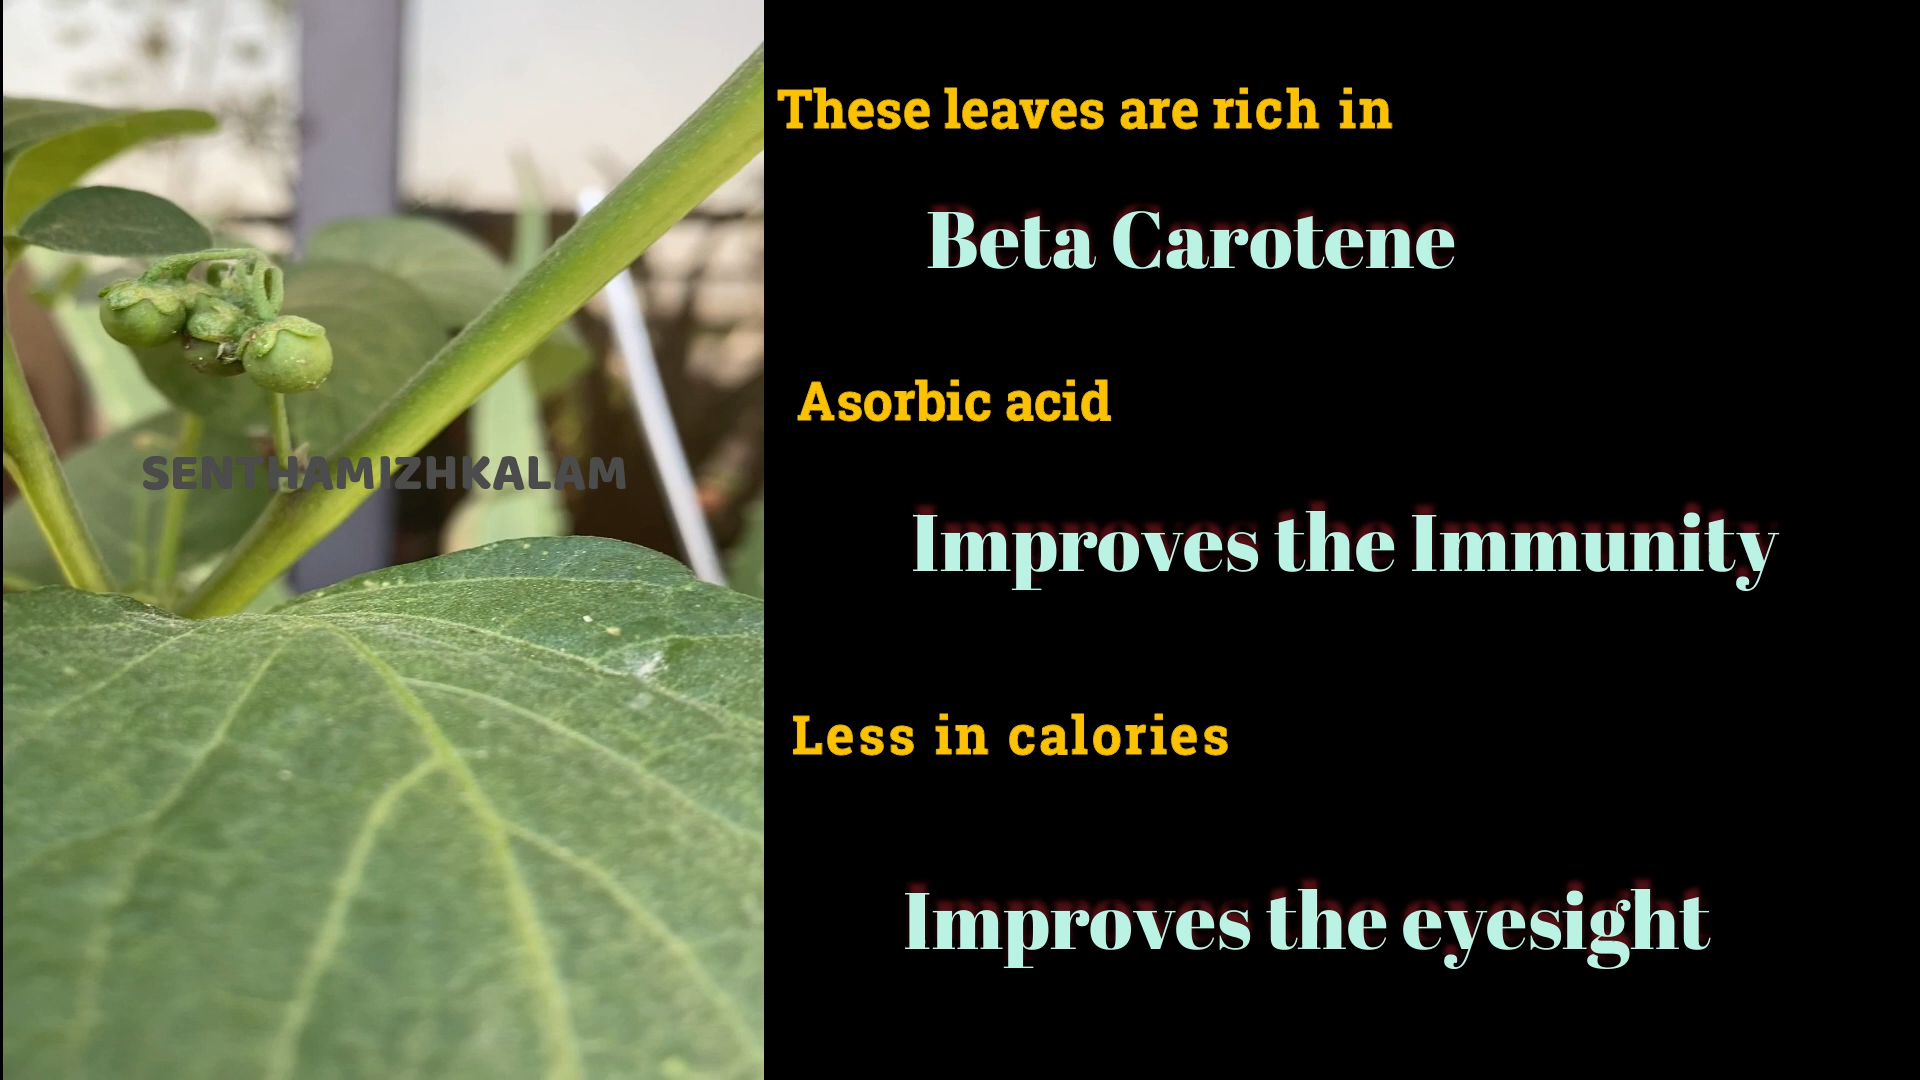 These leaves are rich in
Beta Carotene
Asorbic acid
SENTHAMIZHKALAM
Improves the Immunity
Less in calories
Improves the eyesight